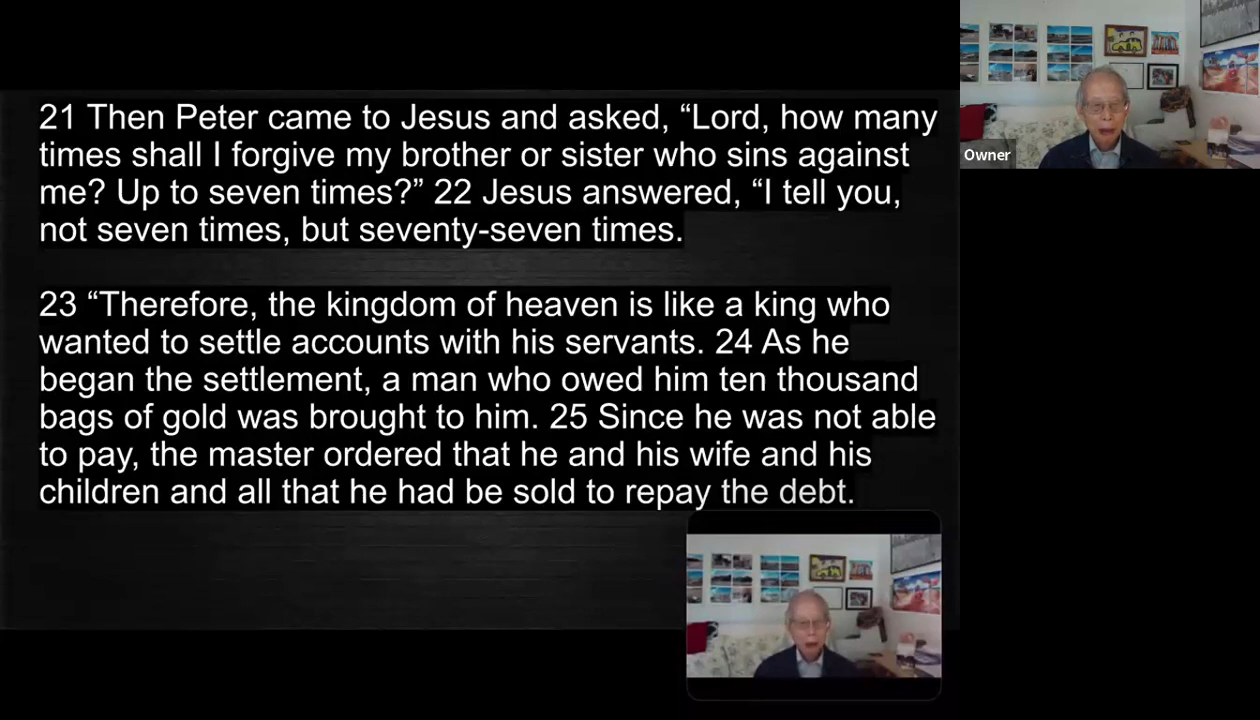 21 Then Peter came to Jesus and asked, “Lord, how many
times shall I forgive my brother or sister who sins against
me? Up to seven times?” 22 Jesus answered, “I tell you,
not seven times, but seventy-seven times.
23 “Therefore, the kingdom of heaven is like a king who
wanted to settle accounts with his servants. 24 As he
began the settlement, a man who owed him ten thousand
bags of gold was brought to him. 25 Since he was not able
to pay, the master ordered that he and his wife and his
children and all that he had be sold to repay the debt.
Owner